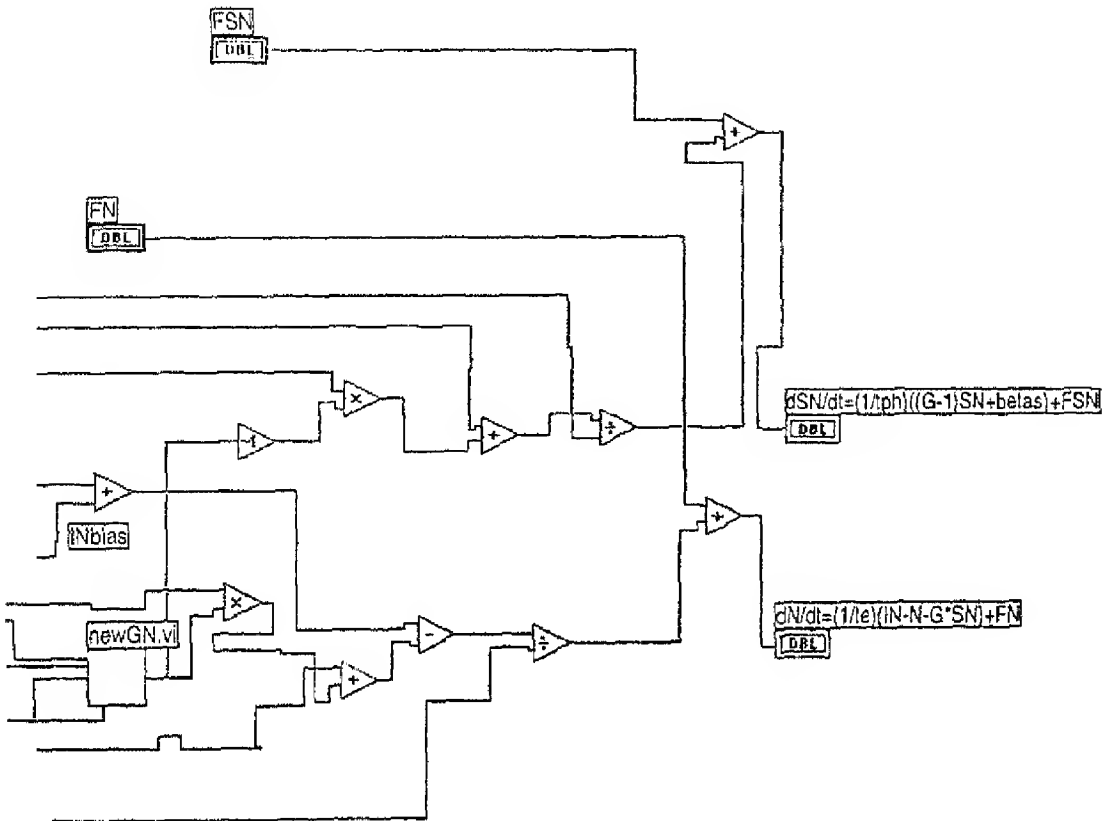 FSN
DBL
FN
DBL
dSN/dt=(1/tph)((G-1)SN+betas)+FSN
DBL
INbias
newGN.vi
dN/dt=(1/te)(IN-N-G*SN)+FN
DBL